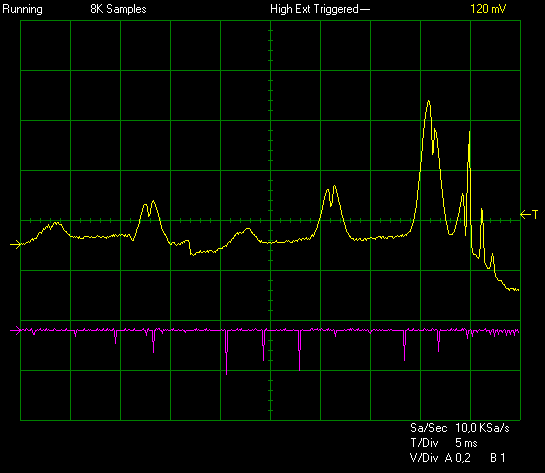 Running 8K Samples High Ext Triggered— 120 mV
T
Sa/Sec 10,0 KSa/s
T/Div 5 ms
V/Div A 0,2 B 1